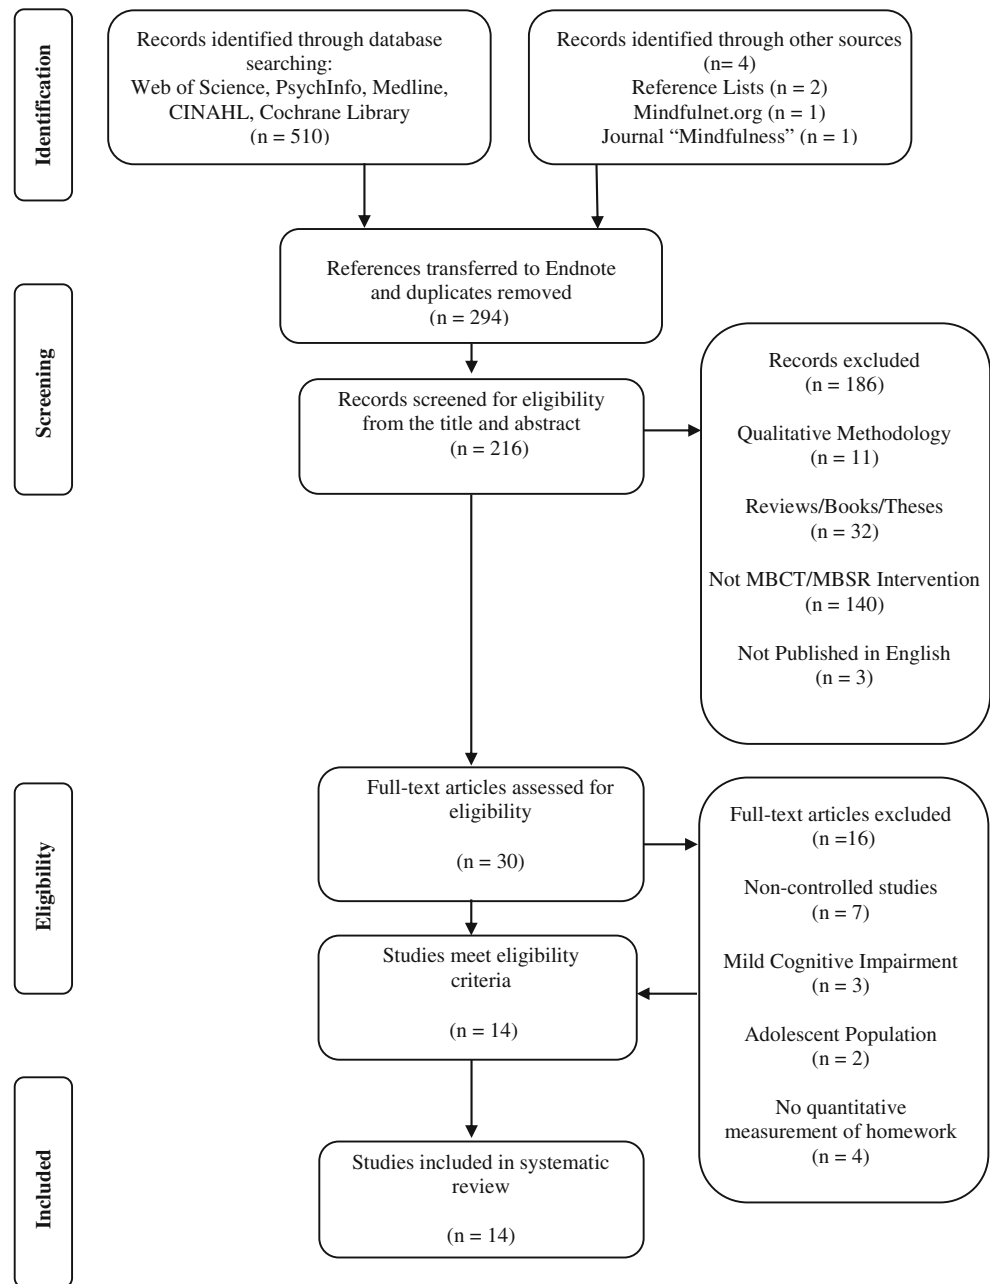 Identification
Records identified through database
searching:
Web of Science, PsychInfo, Medline,
CINAHL, Cochrane Library
(n = 510)
Records identified through other sources
(n= 4)
Reference Lists (n = 2)
Mindfulnet.org (n = 1)
Journal “Mindfulness” (n = 1)
References transferred to Endnote
and duplicates removed
(n = 294)
Screening
Records screened for eligibility
from the title and abstract
(n = 216)
Records excluded
(n = 186)
Qualitative Methodology
(n = 11)
Reviews/Books/Theses
(n = 32)
Not MBCT/MBSR Intervention
(n = 140)
Not Published in English
(n = 3)
Eligibility
Full-text articles assessed for
eligibility
(n = 30)
Full-text articles excluded
(n =16)
Non-controlled studies
(n = 7)
Mild Cognitive Impairment
(n = 3)
Adolescent Population
(n = 2)
No quantitative
measurement of homework
(n = 4)
Studies meet eligibility
criteria
(n = 14)
Included
Studies included in systematic
review
(n = 14)